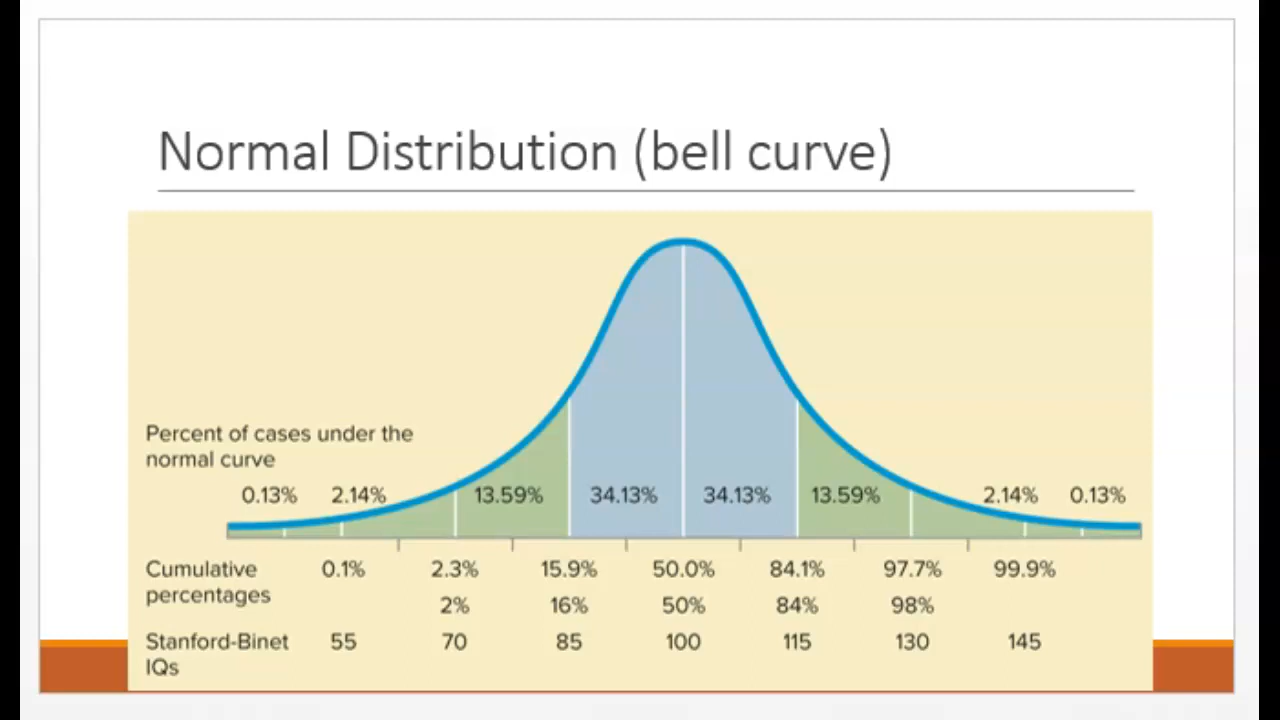 Normal Distribution (bell curve)
Percent of cases under the
normal curve
0.13% 2.14% 13.59% 34.13% 34.13% 13.59% 2.14% 0.13%
Cumulative 0.1% 2.3% 15.9% 50.0% 84.1% 97.7% 99.9%
percentages
2% 16% 50% 84% 98%
Stanford-Binet 55 70 85 100 115 130 145
IQs